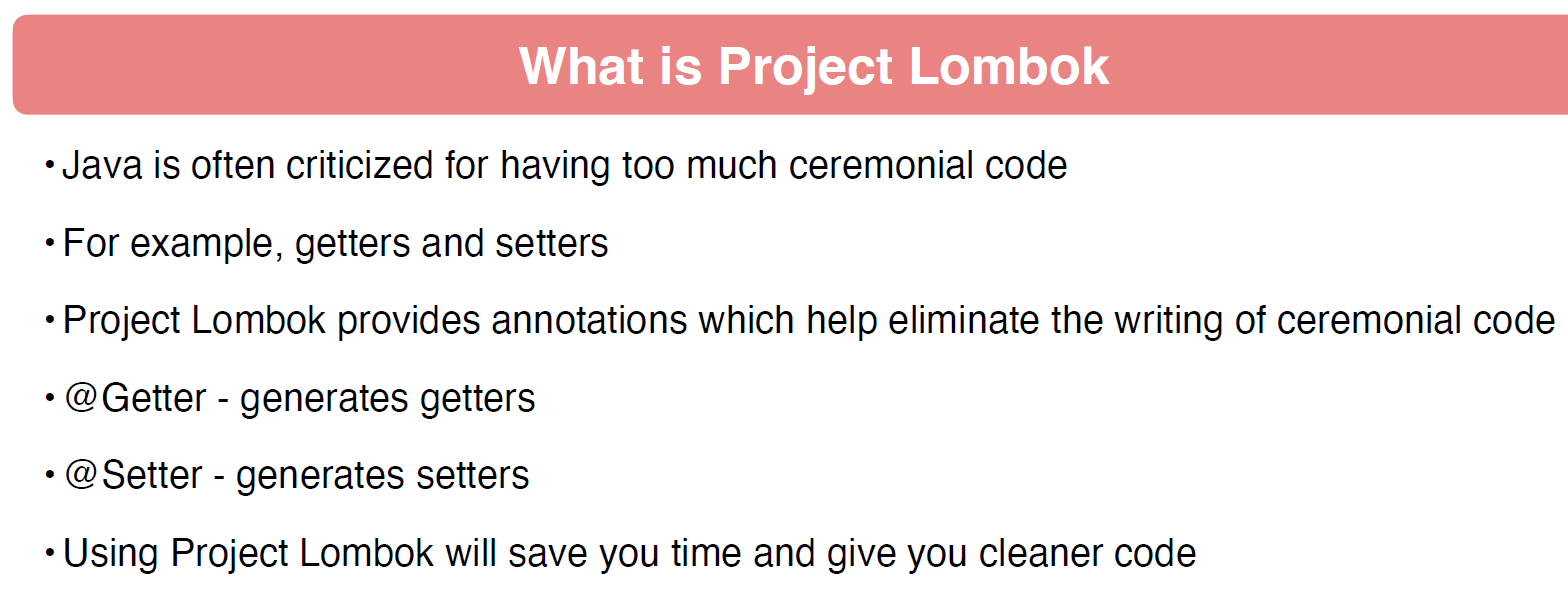 What is Project Lombok
• Java is often criticized for having too much ceremonial code
• For example, getters and setters
• Project Lombok provides annotations which help eliminate the writing of ceremonial code
• @Getter - generates getters
• @Setter - generates setters
• Using Project Lombok will save you time and give you cleaner code